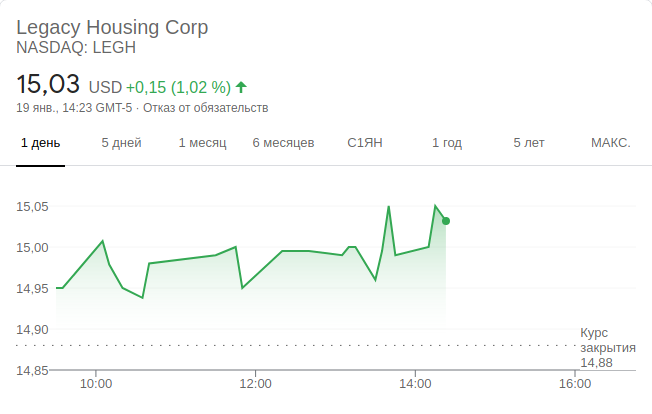 Legacy Housing Corp
NASDAQ: LEGH
15,03 USD +0,15 (1,02 %)
19 янв., 14:23 GMT-5 · Отказ от обязательств
1 день 5 дней 1 месяц 6 месяцев С1ЯН 1 год 5 лет МАКС.
15,05
15,00
14,95
14,90
Курс
закрытия
14,88
14,85
10:00 12:00 14:00 16:00